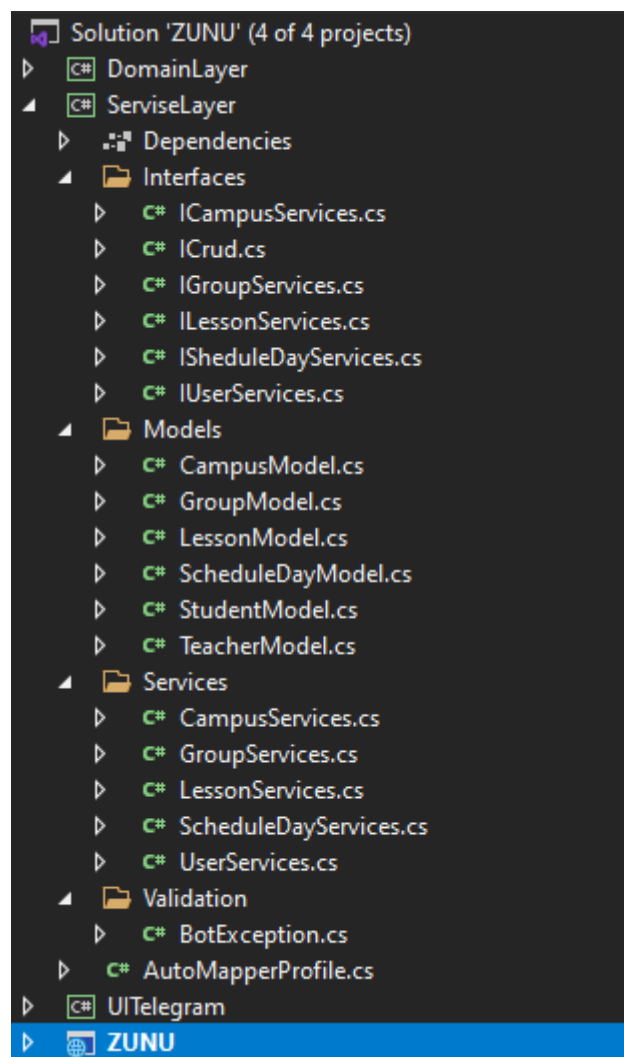 Solution 'ZUNU' (4 of 4 projects)
C# DomainLayer
C# ServiseLayer
Dependencies
Interfaces
C# ICampusServices.cs
C# ICrud.cs
C# IGroupServices.cs
C# ILessonServices.cs
C# ISheduleDayServices.cs
C# IUserServices.cs
Models
C# CampusModel.cs
C# GroupModel.cs
C# LessonModel.cs
C# ScheduleDayModel.cs
C# StudentModel.cs
C# TeacherModel.cs
Services
C# CampusServices.cs
C# GroupServices.cs
C# LessonServices.cs
C# ScheduleDayServices.cs
C# UserServices.cs
Validation
C# BotException.cs
C# AutoMapperProfile.cs
C# UITelegram
ZUNU